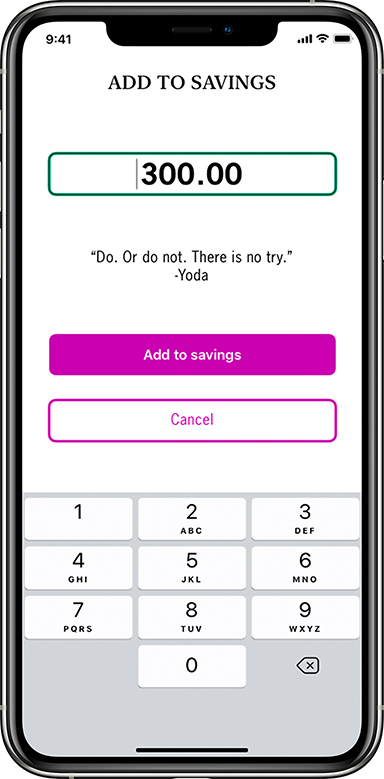 9:41
ADD TO SAVINGS
300.00
“Do. Or do not. There is no try.”
-Yoda
Add to savings
Cancel
1 2 3
ABC DEF
4 5 6
GHI JKL MNO
7 8 9
PQRS TUV WXYZ
0